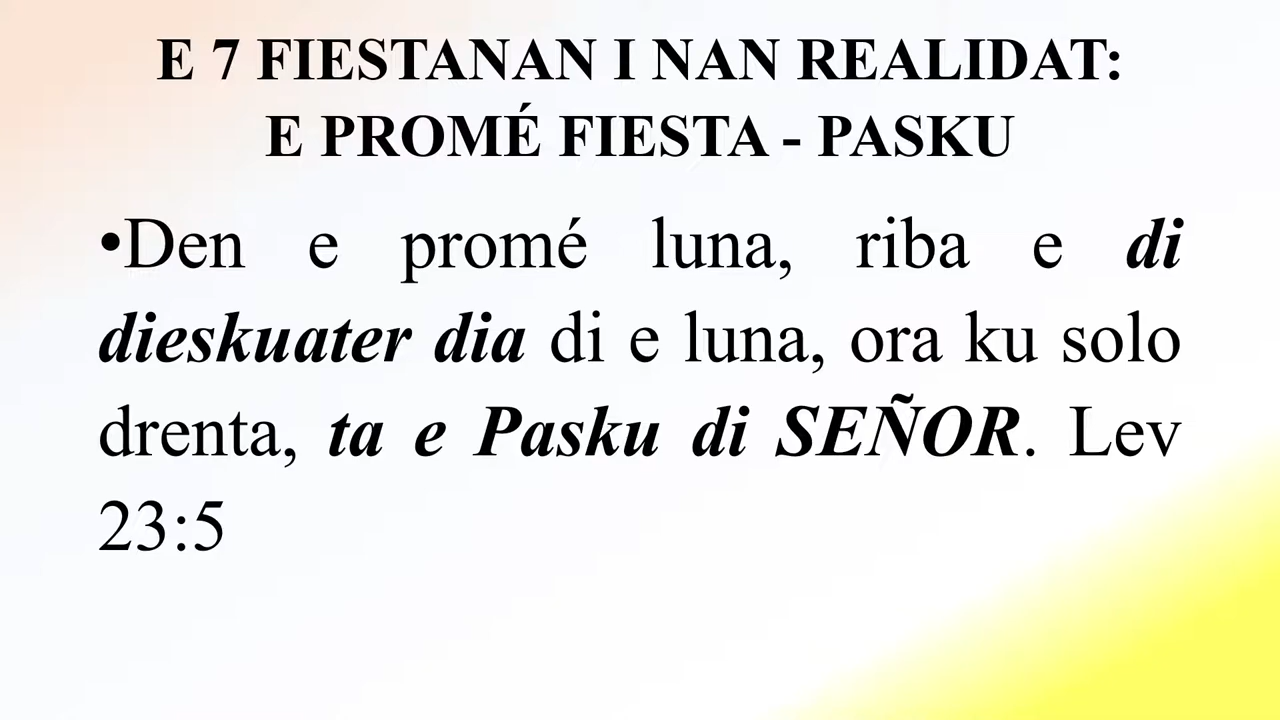 E 7 FIESTANAN I NAN REALIDAT:
E PROMÉ FIESTA - PASKU
•Den e promé luna, riba e di
dieskuater dia di e luna, ora ku solo
drenta, ta e Pasku di SEÑOR. Lev
23:5